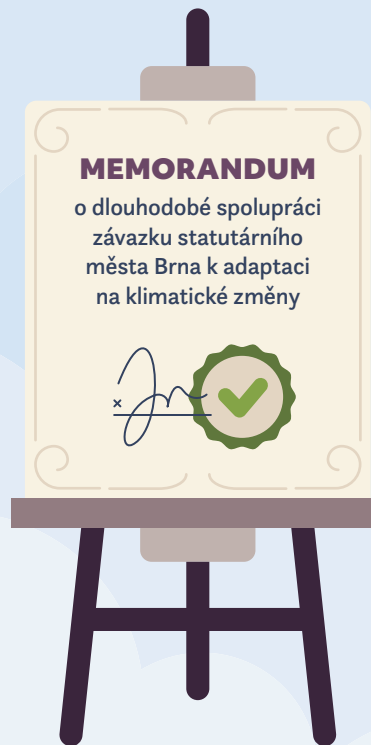 MEMORANDUM
o dlouhodobé spolupráci
závazku statutárního
města Brna k adaptaci
na klimatické změny
×